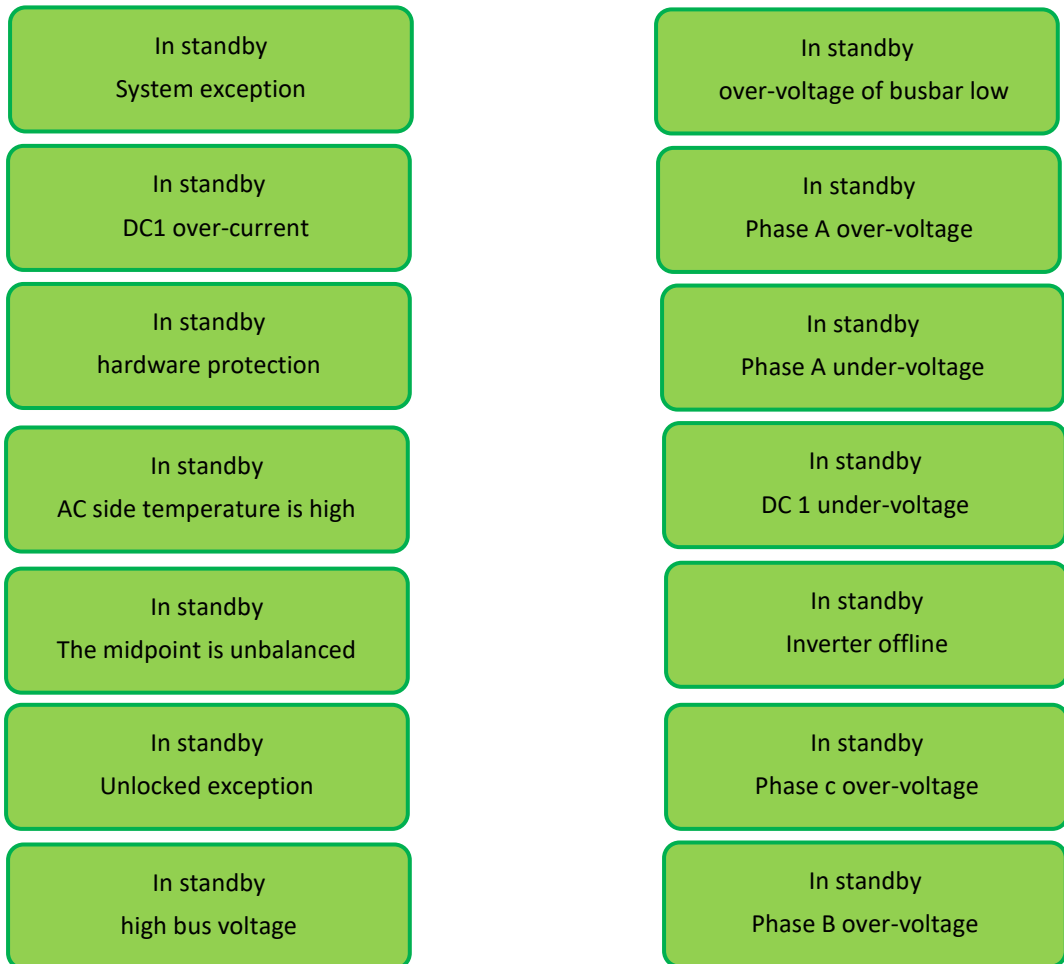 In standby
System exception
In standby
DC1 over-current
In standby
hardware protection
In standby
AC side temperature is high
In standby
The midpoint is unbalanced
In standby
Unlocked exception
In standby
high bus voltage
In standby
over-voltage of busbar low
In standby
Phase A over-voltage
In standby
Phase A under-voltage
In standby
DC 1 under-voltage
In standby
Inverter offline
In standby
Phase c over-voltage
In standby
Phase B over-voltage